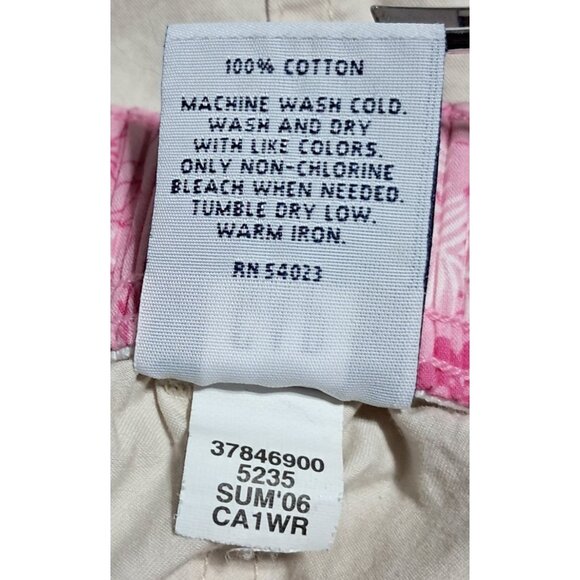 100% COTTON
MACHINE WASH COLD.
WASH AND DRY
WITH LIKE COLORS.
ONLY NON-CHLORINE
BLEACH WHEN NEEDED.
TUMBLE DRY LOW.
WARM IRON.
RN 54023
37846900
5235
SUM'06
CA1WR